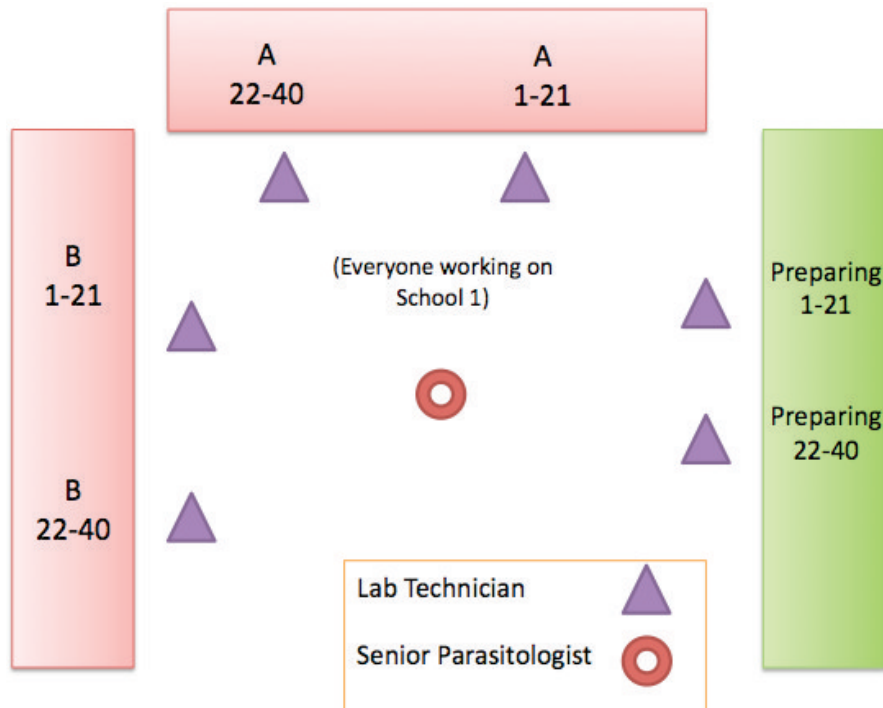 A
22-40
A
1-21
B
1-21
B
22-40
(Everyone working on
School 1)
Preparing
1-21
Preparing
22-40
Lab Technician
Senior Parasitologist